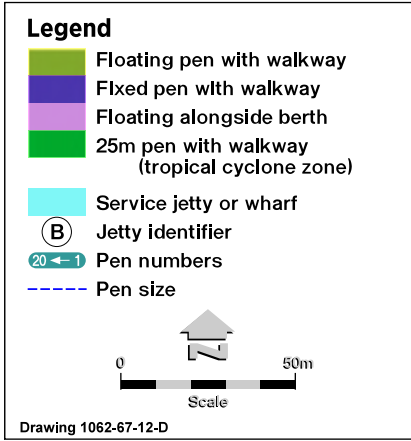 Legend
Floating pen with walkway
Fixed pen with walkway
Floating alongside berth
25m pen with walkway
(tropical cyclone zone)
Service jetty or wharf
B Jetty identifier
20 ← 1 Pen numbers
Pen size
N
0 50m
Scale
Drawing 1062-67-12-D